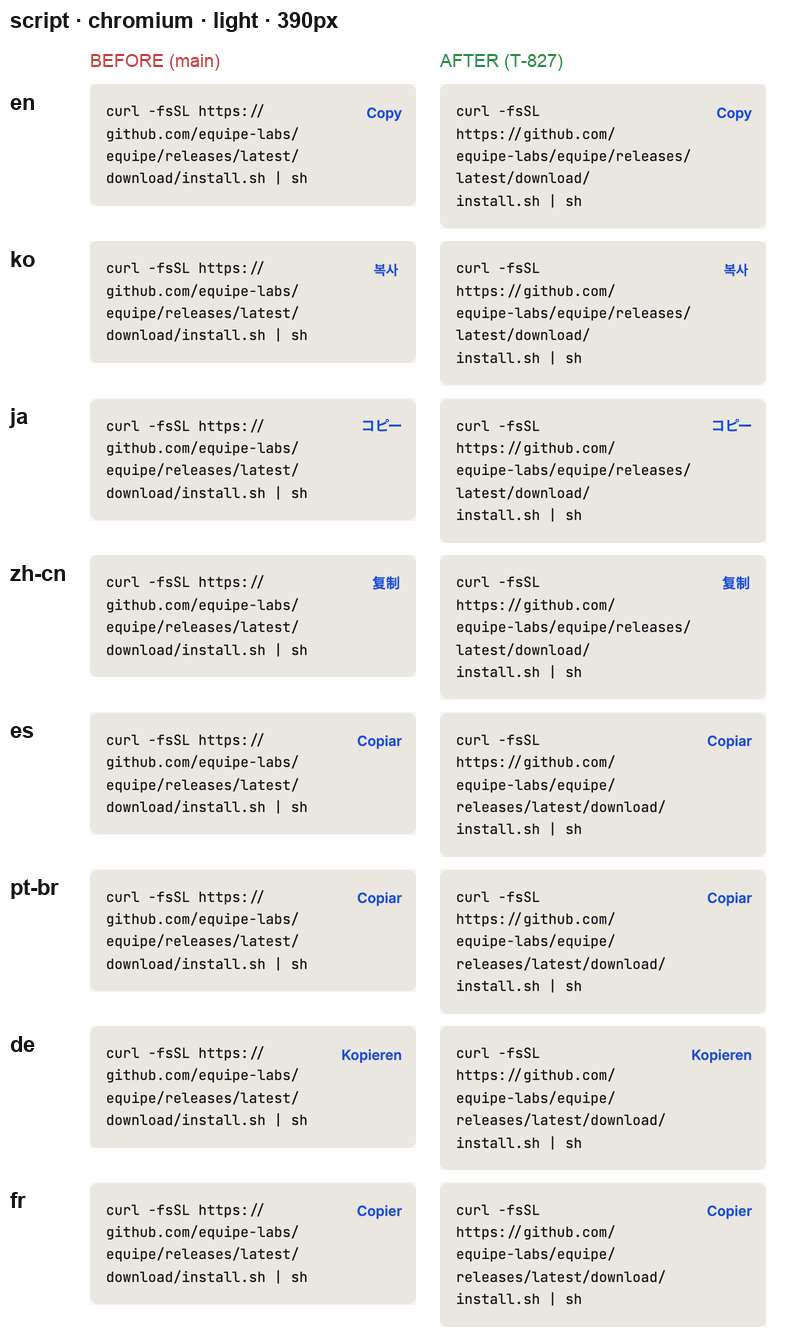 script · chromium · light · 390px
BEFORE (main)
AFTER (T-827)
en
curl -fsSL https://
github.com/equipe-labs/
equipe/releases/latest/
download/install.sh | sh
Copy
curl -fsSL
https://github.com/
equipe-labs/equipe/releases/
latest/download/
install.sh | sh
Copy
ko
curl -fsSL https://
github.com/equipe-labs/
equipe/releases/latest/
download/install.sh | sh
복사
curl -fsSL
https://github.com/
equipe-labs/equipe/releases/
latest/download/
install.sh | sh
복사
ja
curl -fsSL https://
github.com/equipe-labs/
equipe/releases/latest/
download/install.sh | sh
コピー
curl -fsSL
https://github.com/
equipe-labs/equipe/releases/
latest/download/
install.sh | sh
コピー
zh-cn
curl -fsSL https://
github.com/equipe-labs/
equipe/releases/latest/
download/install.sh | sh
复制
curl -fsSL
https://github.com/
equipe-labs/equipe/releases/
latest/download/
install.sh | sh
复制
es
curl -fsSL https://
github.com/equipe-labs/
equipe/releases/latest/
download/install.sh | sh
Copiar
curl -fsSL
https://github.com/
equipe-labs/equipe/
releases/latest/download/
install.sh | sh
Copiar
pt-br
curl -fsSL https://
github.com/equipe-labs/
equipe/releases/latest/
download/install.sh | sh
Copiar
curl -fsSL
https://github.com/
equipe-labs/equipe/
releases/latest/download/
install.sh | sh
Copiar
de
curl -fsSL https://
github.com/equipe-labs/
equipe/releases/latest/
download/install.sh | sh
Kopieren
curl -fsSL
https://github.com/
equipe-labs/equipe/
releases/latest/download/
install.sh | sh
Kopieren
fr
curl -fsSL https://
github.com/equipe-labs/
equipe/releases/latest/
download/install.sh | sh
Copier
curl -fsSL
https://github.com/
equipe-labs/equipe/
releases/latest/download/
install.sh | sh
Copier